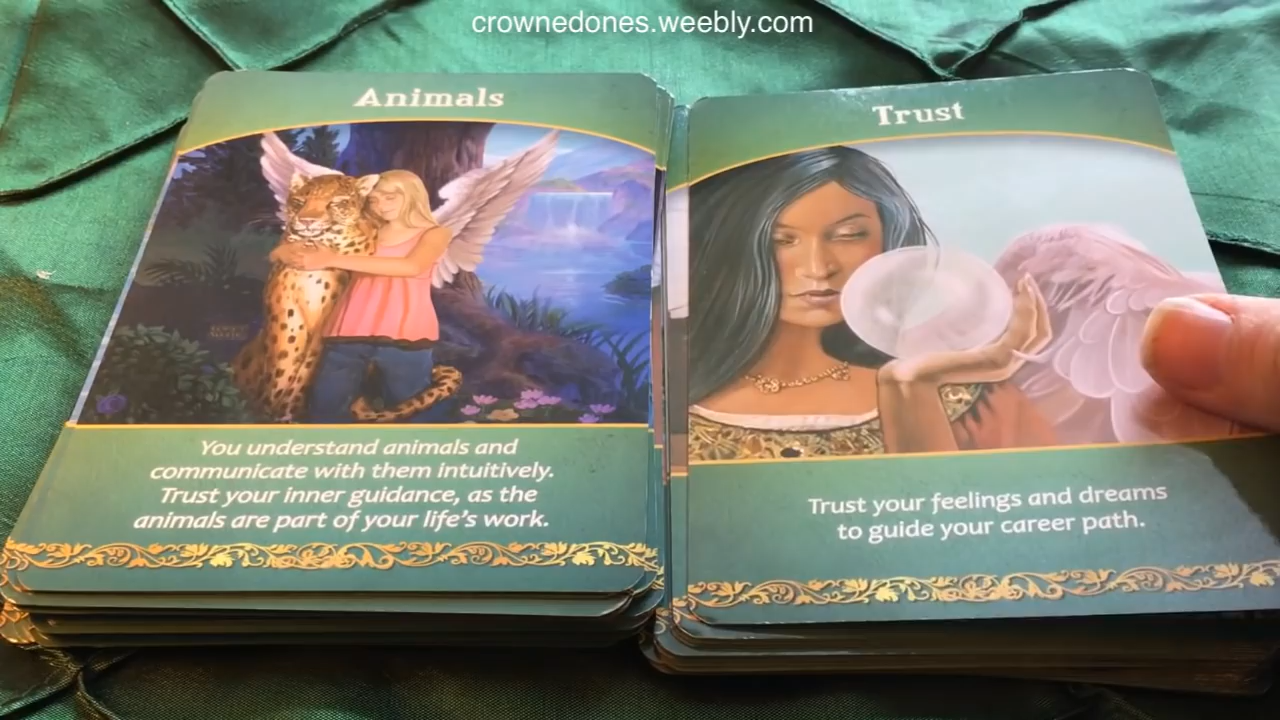 crownedones.weebly.com
Animals
You understand animals and
communicate with them intuitively.
Trust your inner guidance, as the
animals are part of your life's work.
Trust
Trust your feelings and dreams
to guide your career path.